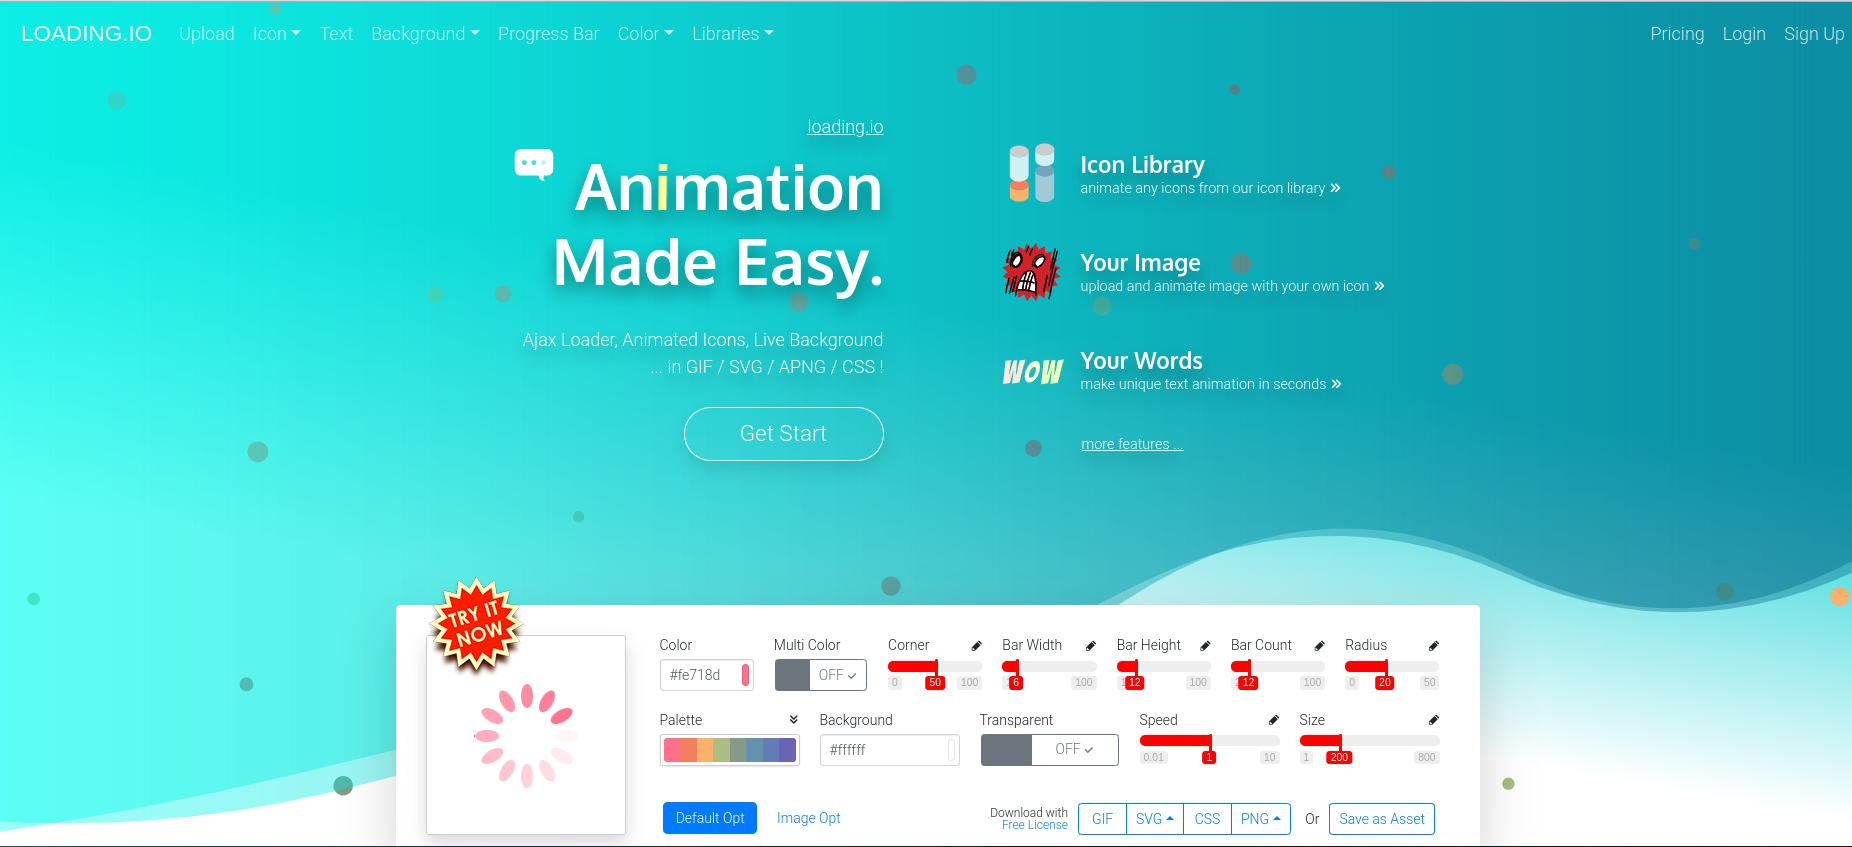 LOADING.IO Upload Icon Text Background Progress Bar Color Libraries Pricing Login Sign Up
loading.io
Animation
Made Easy.
Ajax Loader, Animated Icons, Live Background
... in GIF / SVG / APNG / CSS !
Get Start
Icon Library
animate any icons from our icon library »
Your Image
upload and animate image with your own icon »
WOW
Your Words
make unique text animation in seconds »
more features ...
TRY IT
NOW
Color Multi Color Corner Bar Width Bar Height Bar Count Radius
#fe718d OFF
0 50 100 6 100 12 100 12 100 0 20 50
Palette Background Transparent Speed Size
#ffffff OFF
0.01 1 10 1 200 800
Default Opt Image Opt
Download with
Free License
GIF SVG CSS PNG Or Save as Asset